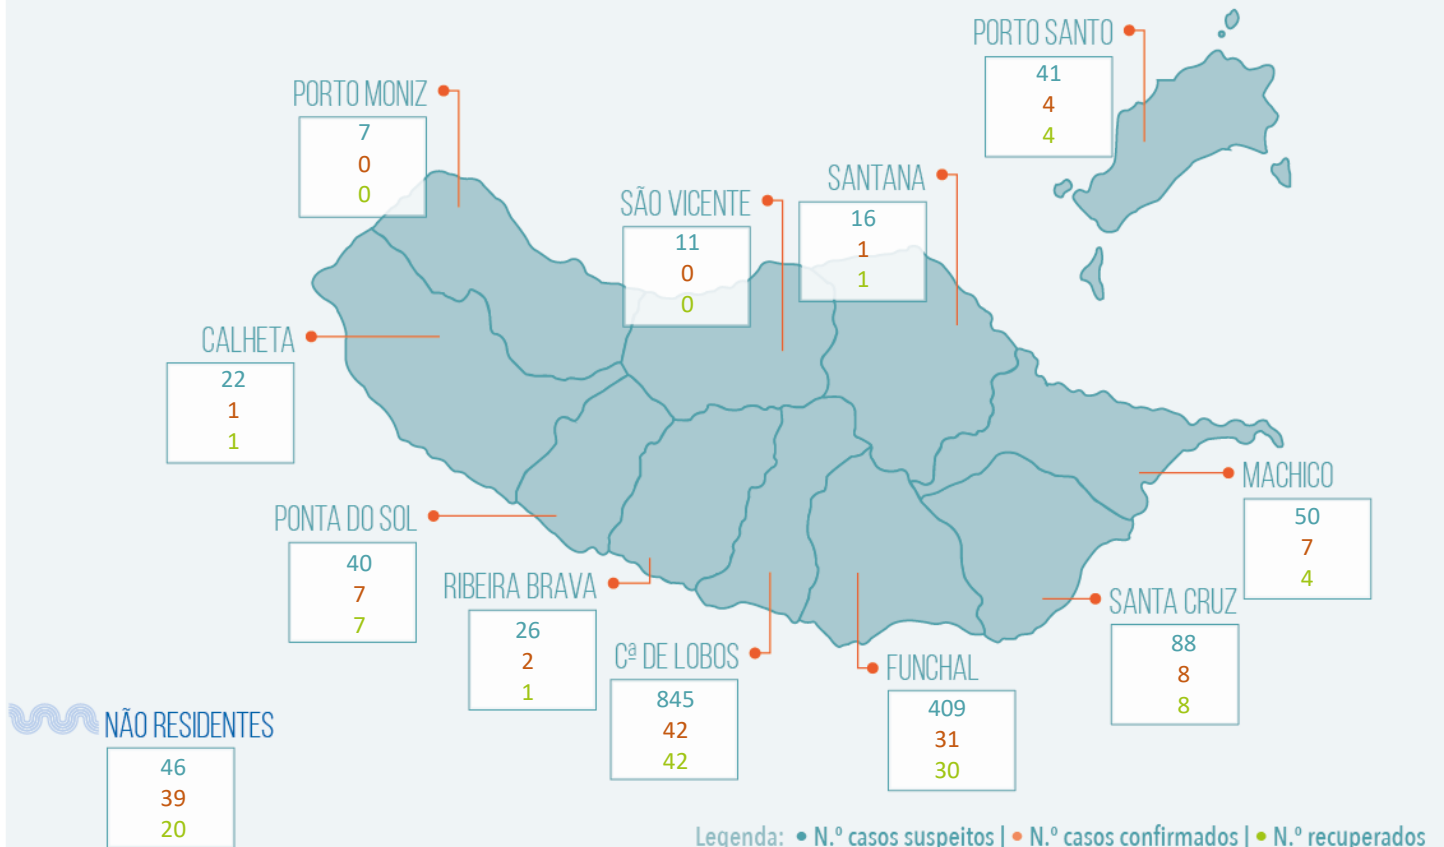 PORTO SANTO
41
4
4
PORTO MONIZ
7
0
0
SANTANA
16
1
1
SÃO VICENTE
11
0
0
CALHETA
22
1
1
MACHICO
50
7
4
PONTA DO SOL
40
7
7
RIBEIRA BRAVA
26
2
1
SANTA CRUZ
88
8
8
Cª DE LOBOS
845
42
42
FUNCHAL
409
31
30
NÃO RESIDENTES
46
39
20
Legenda: • N.º casos suspeitos | • N.º casos confirmados | • N.º recuperados